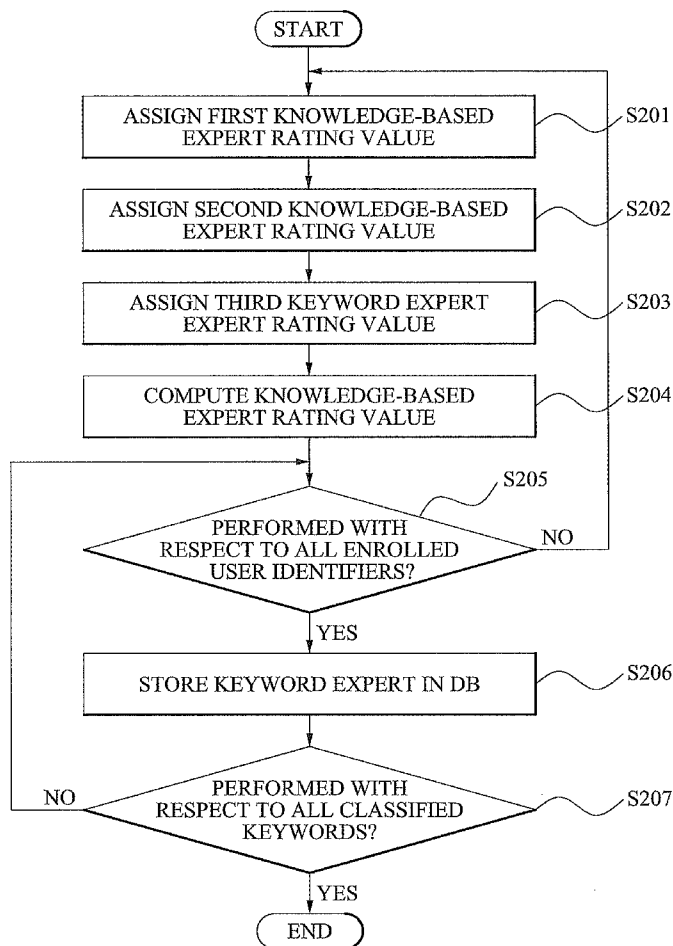 START
ASSIGN FIRST KNOWLEDGE-BASED
EXPERT RATING VALUE
S201
ASSIGN SECOND KNOWLEDGE-BASED
EXPERT RATING VALUE
S202
ASSIGN THIRD KEYWORD EXPERT
EXPERT RATING VALUE
S203
COMPUTE KNOWLEDGE-BASED
EXPERT RATING VALUE
S204
S205
PERFORMED WITH
RESPECT TO ALL ENROLLED
USER IDENTIFIERS?
NO
YES
STORE KEYWORD EXPERT IN DB
S206
PERFORMED WITH
RESPECT TO ALL CLASSIFIED
KEYWORDS?
NO
S207
YES
END